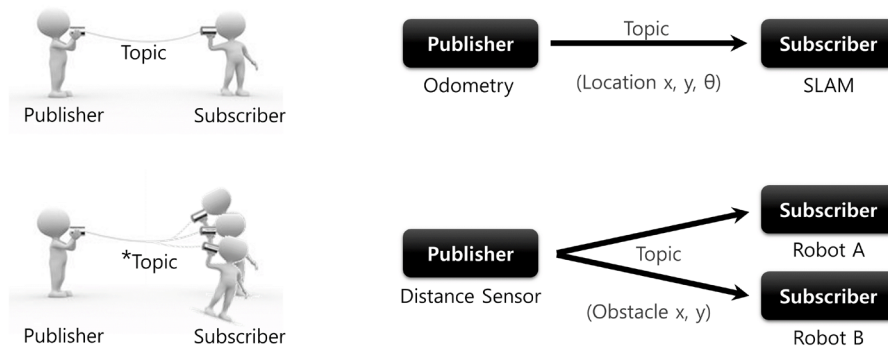 Topic
Publisher
Subscriber
Publisher
Topic
Subscriber
Odometry
(Location x, y, θ)
SLAM
*Topic
Publisher
Subscriber
Publisher
Distance Sensor
Topic
(Obstacle x, y)
Subscriber
Robot A
Subscriber
Robot B